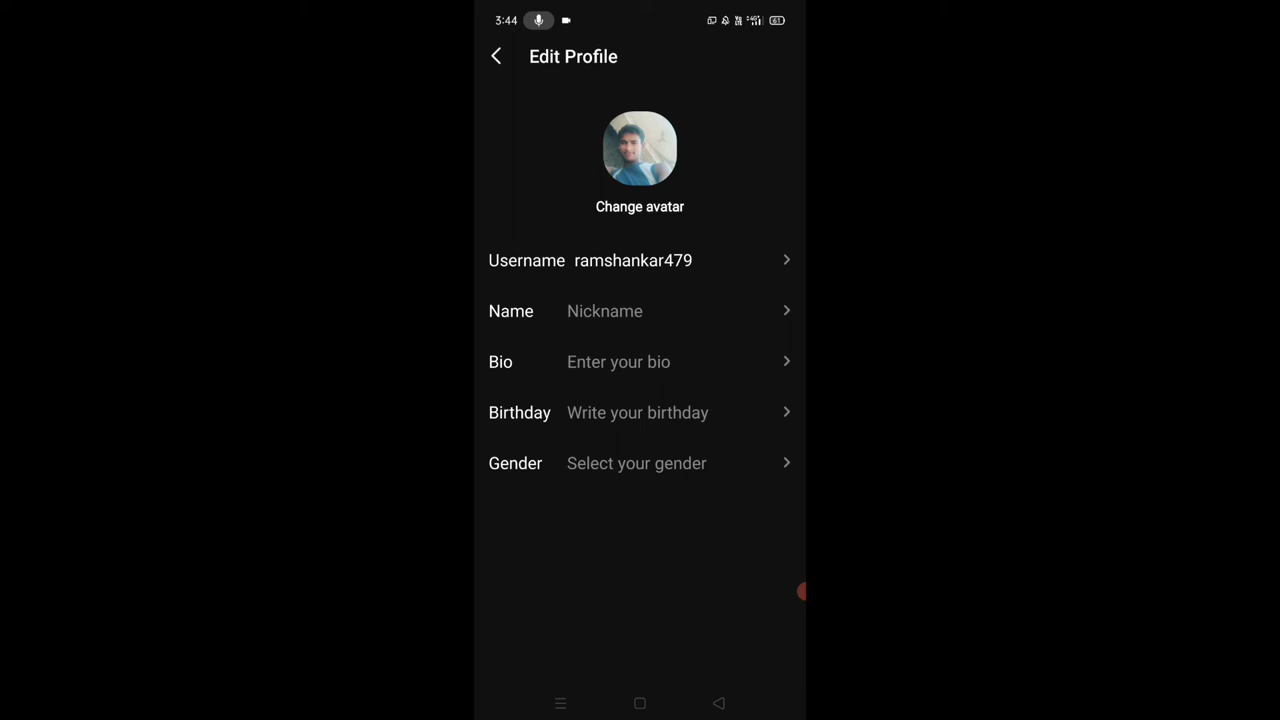 3:44 61
Edit Profile
Change avatar
Username ramshankar479
Name Nickname
Bio Enter your bio
Birthday Write your birthday
Gender Select your gender